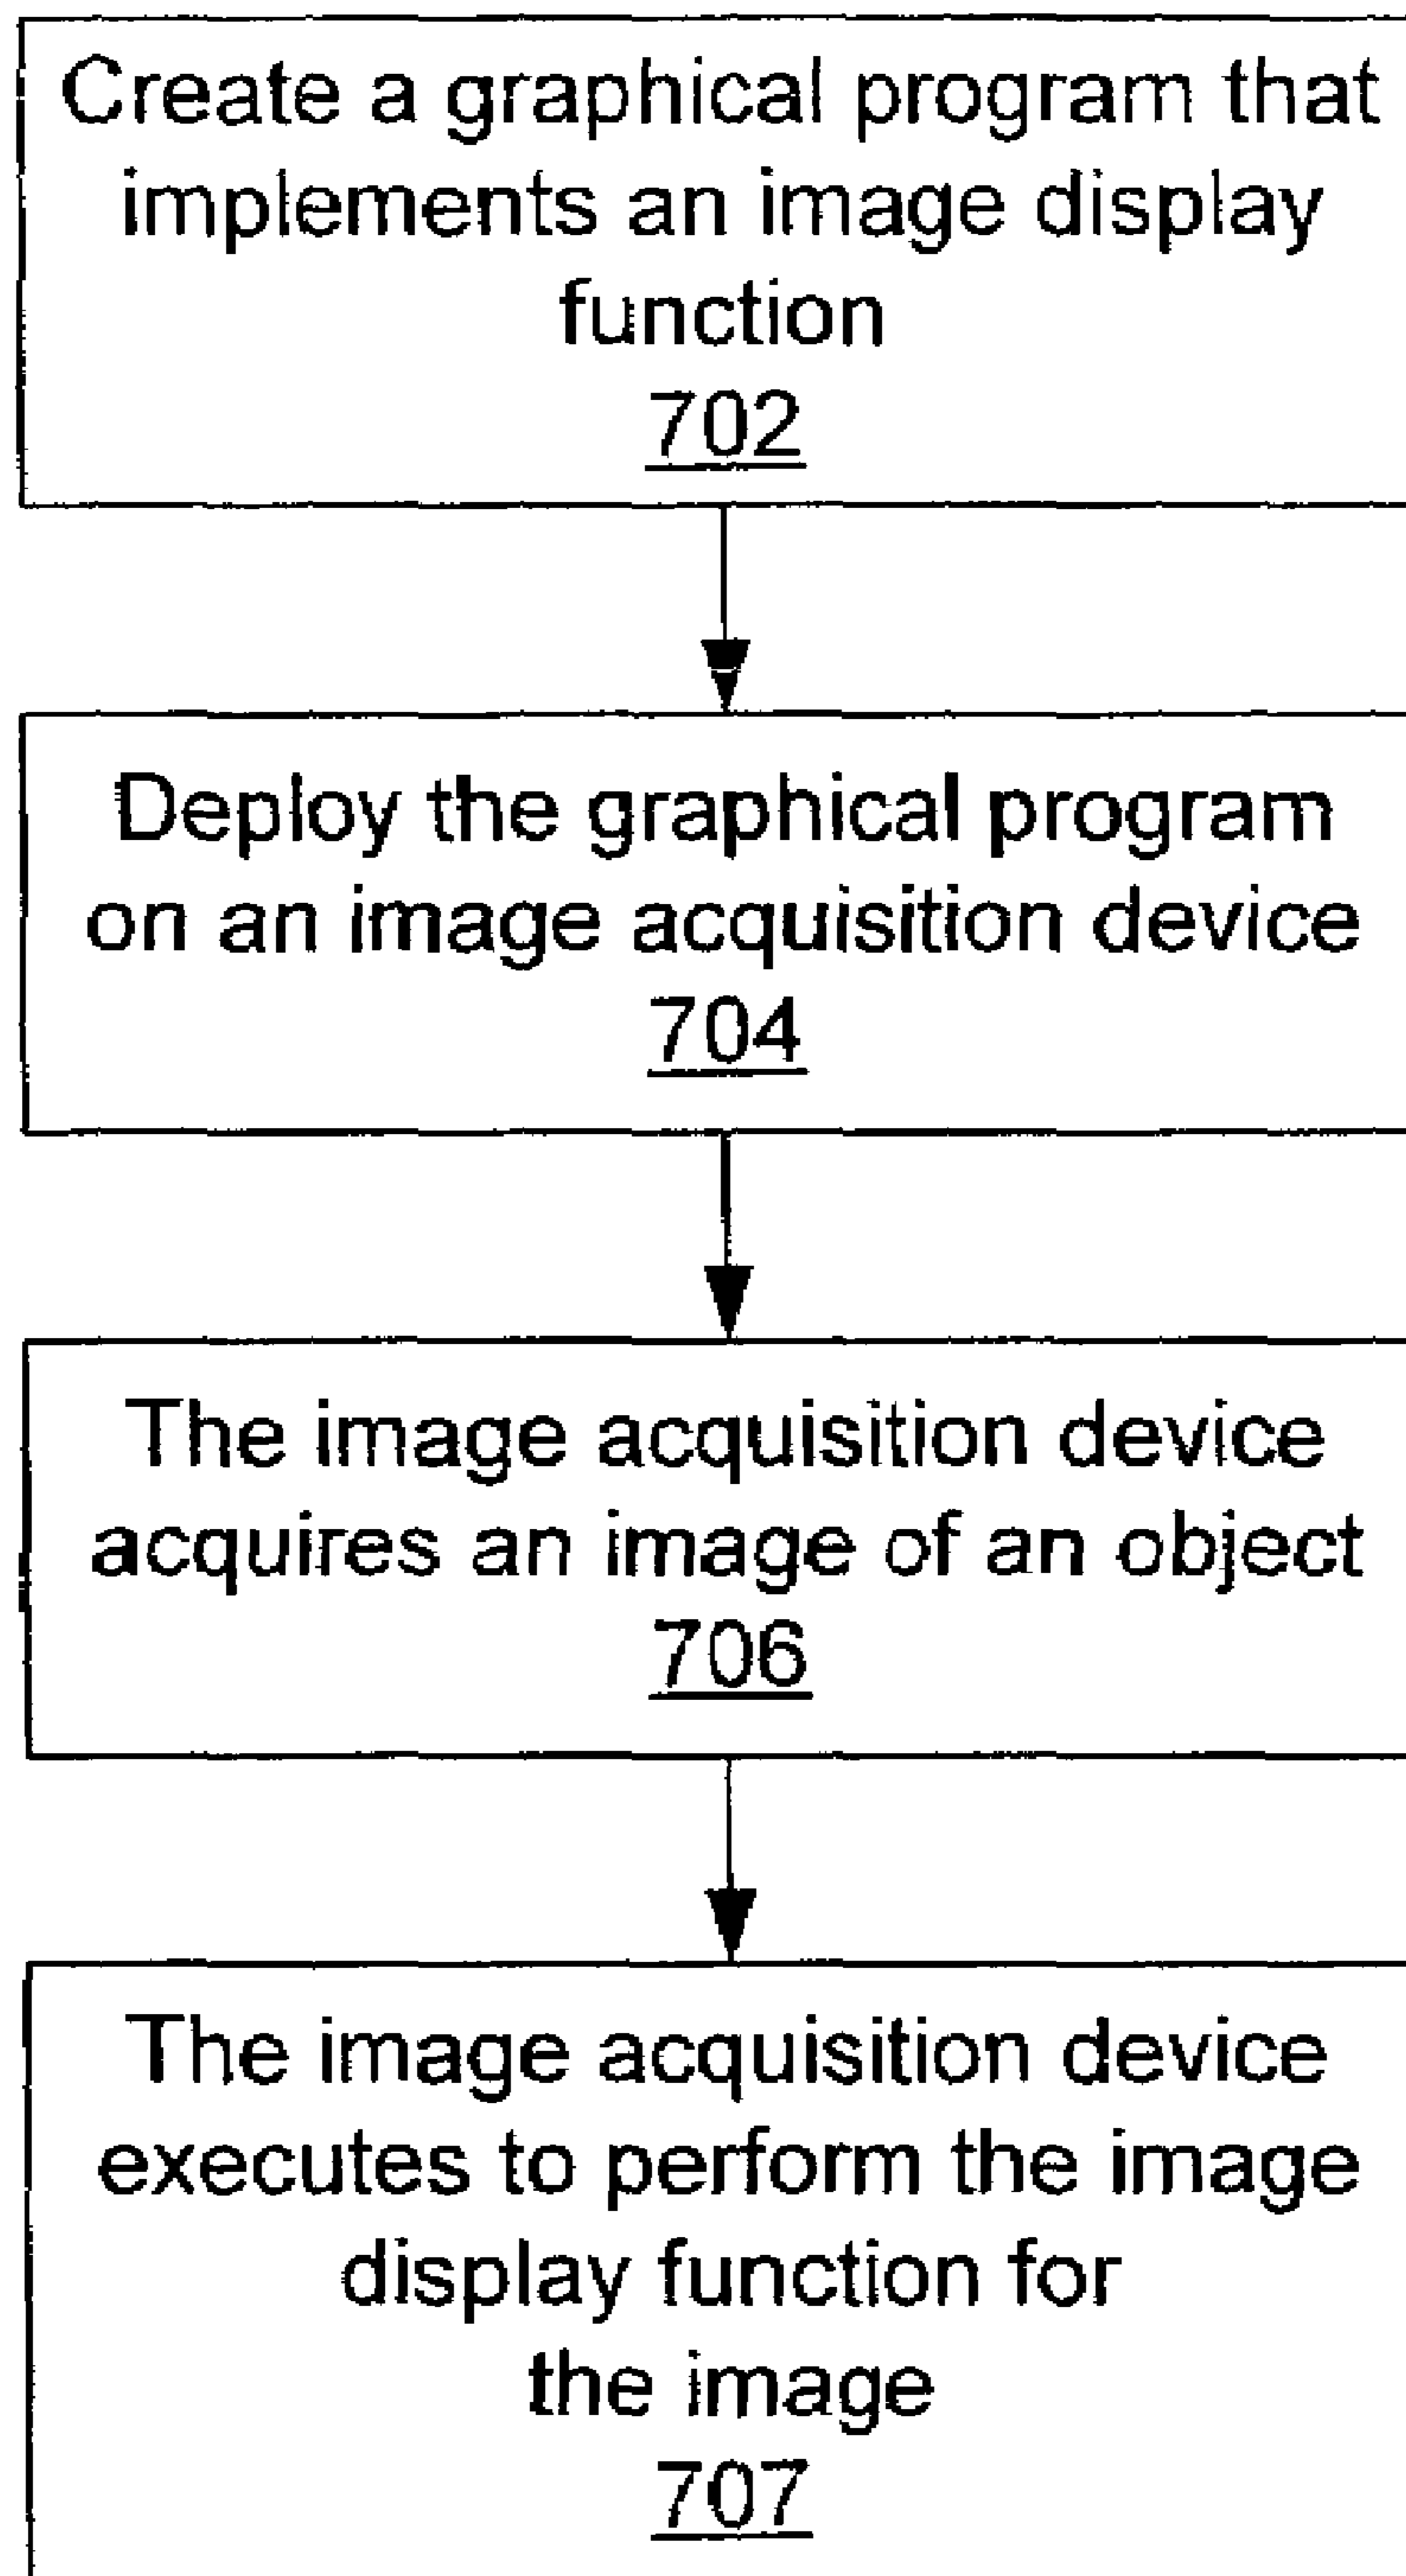 Create a graphical program that
implements an image display
function
702
Deploy the graphical program
on an image acquisition device
704
The image acquisition device
acquires an image of an object
706
The image acquisition device
executes to perform the image
display function for
the image
707